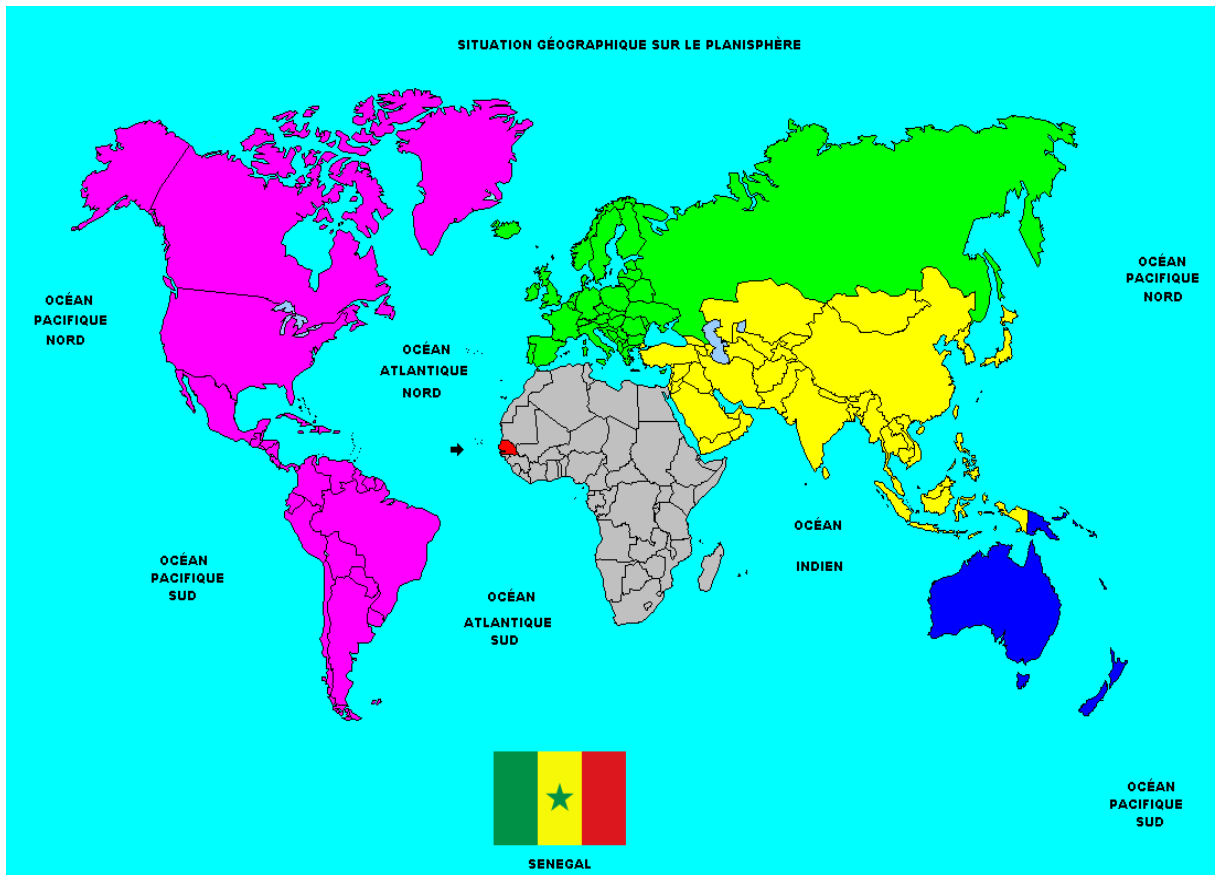 SITUATION GÉOGRAPHIQUE SUR LE PLANISPHÈRE
OCÉAN
PACIFIQUE
NORD
OCÉAN
PACIFIQUE
NORD
OCÉAN
ATLANTIQUE
NORD
OCÉAN
INDIEN
OCÉAN
PACIFIQUE
SUD
OCÉAN
ATLANTIQUE
SUD
OCÉAN
PACIFIQUE
SUD
SENEGAL